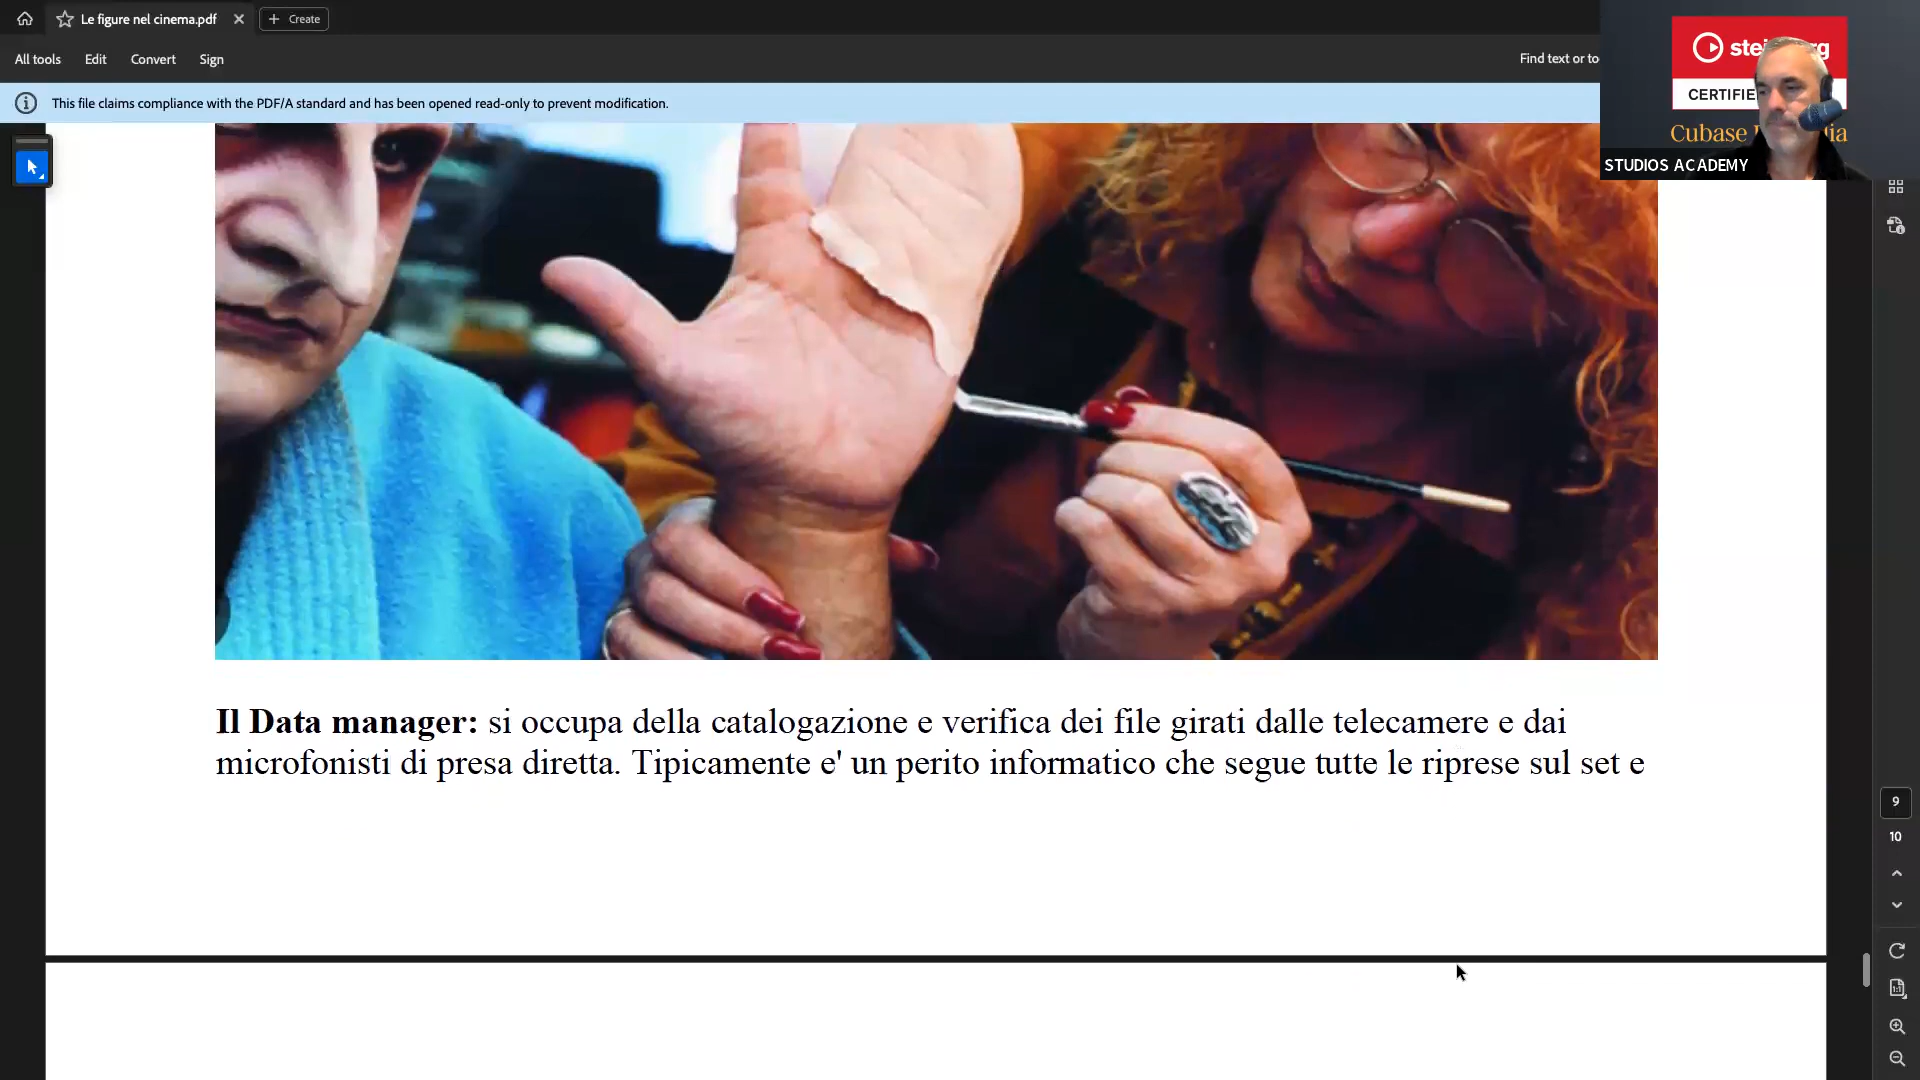 Le figure nel cinema.pdf
Create
All tools
Edit
Convert
Sign
Find text or to
This file claims compliance with the PDF/A standard and has been opened read-only to prevent modification.
CERTIFIE
Cubase
STUDIOS ACADEMY
Il Data manager: si occupa della catalogazione e verifica dei file girati dalle telecamere e dai
microfonisti di presa diretta. Tipicamente e' un perito informatico che segue tutte le riprese sul set e
9
10